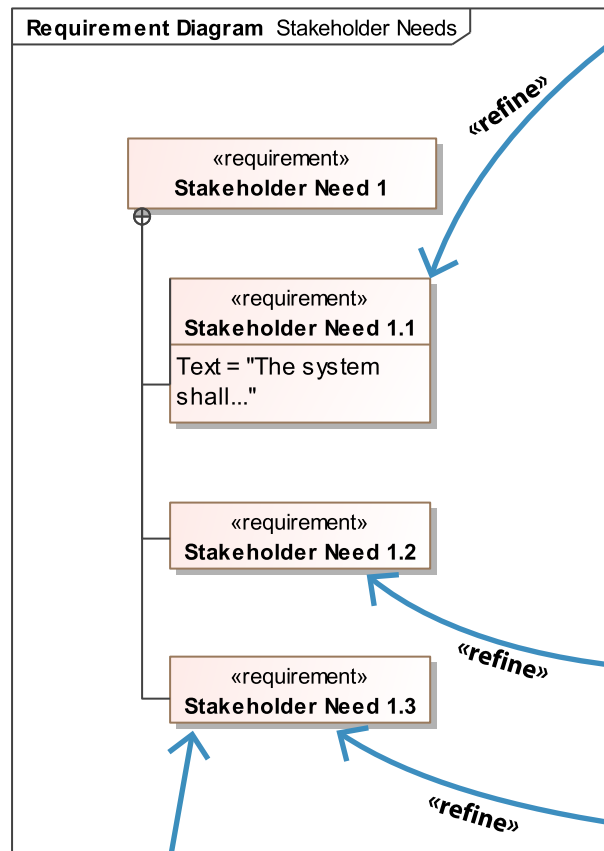 Requirement Diagram Stakeholder Needs
«refine»
«requirement»
Stakeholder Need 1
«requirement»
Stakeholder Need 1.1
Text = "The system
shall..."
«requirement»
Stakeholder Need 1.2
«refine»
«requirement»
Stakeholder Need 1.3
«refine»